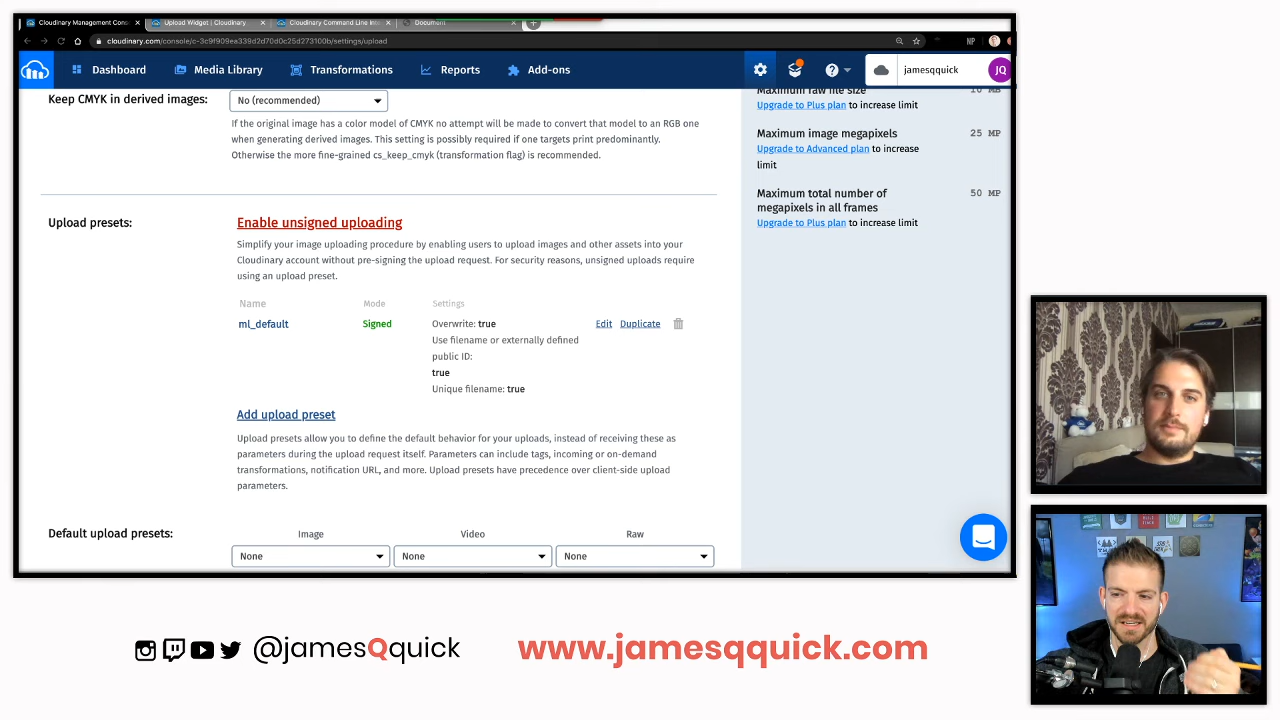 Cloudinary Management Cons
Upload Widget | Cloudinary
Cloudinary Command Line Int
Document
cloudinary.com/console/c-3c9f909ea339d2d70d0c25d273100b/settings/upload
NP
Dashboard
Media Library
Transformations
Reports
Add-ons
jamesqquick
JQ
Keep CMYK in derived images:
No (recommended)
If the original image has a color model of CMYK no attempt will be made to convert that model to an RGB one
when generating derived images. This setting is possibly required if one targets print predominantly.
Otherwise the more fine-grained cs_keep_cmyk (transformation flag) is recommended.
Maximum raw file size 10 MB
Upgrade to Plus plan to increase limit
Maximum image megapixels 25 MP
Upgrade to Advanced plan to increase
limit
Maximum total number of 50 MP
megapixels in all frames
Upgrade to Plus plan to increase limit
Upload presets:
Enable unsigned uploading
Simplify your image uploading procedure by enabling users to upload images and other assets into your
Cloudinary account without pre-signing the upload request. For security reasons, unsigned uploads require
using an upload preset.
Name Mode Settings
ml_default Signed Overwrite: true Edit Duplicate
Use filename or externally defined
public ID:
true
Unique filename: true
Add upload preset
Upload presets allow you to define the default behavior for your uploads, instead of receiving these as
parameters during the upload request itself. Parameters can include tags, incoming or on-demand
transformations, notification URL, and more. Upload presets have precedence over client-side upload
parameters.
Default upload presets:
Image Video Raw
None None None
@jamesQquick
www.jamesqquick.com